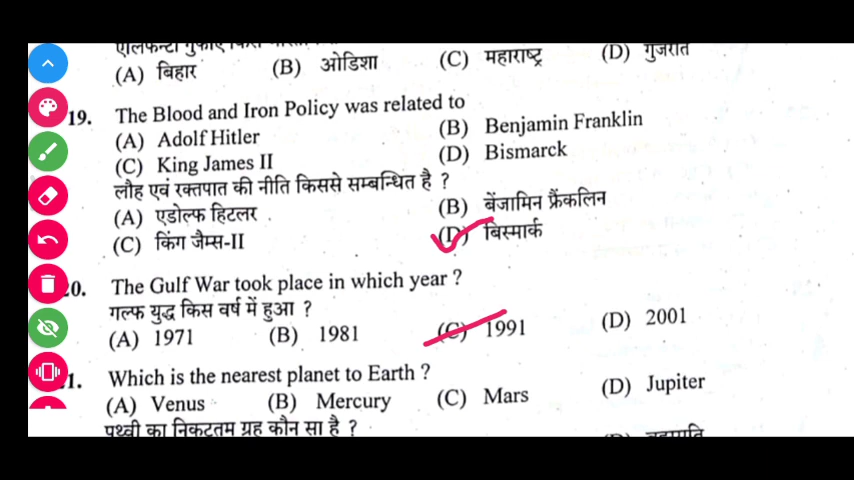 एलिफेन्टा गुफाएँ किस
(A) बिहार (B) ओडिशा (C) महाराष्ट्र (D) गुजरात
19. The Blood and Iron Policy was related to
(A) Adolf Hitler (B) Benjamin Franklin
(C) King James II (D) Bismarck
लौह एवं रक्तपात की नीति किससे सम्बन्धित है ?
(A) एडोल्फ हिटलर (B) बेंजामिन फ्रैंकलिन
(C) किंग जैम्स-II (D) बिस्मार्क
20. The Gulf War took place in which year ?
गल्फ युद्ध किस वर्ष में हुआ ?
(A) 1971 (B) 1981 (C) 1991 (D) 2001
1. Which is the nearest planet to Earth ?
(A) Venus (B) Mercury (C) Mars (D) Jupiter
पृथ्वी का निकटतम ग्रह कौन सा है ?